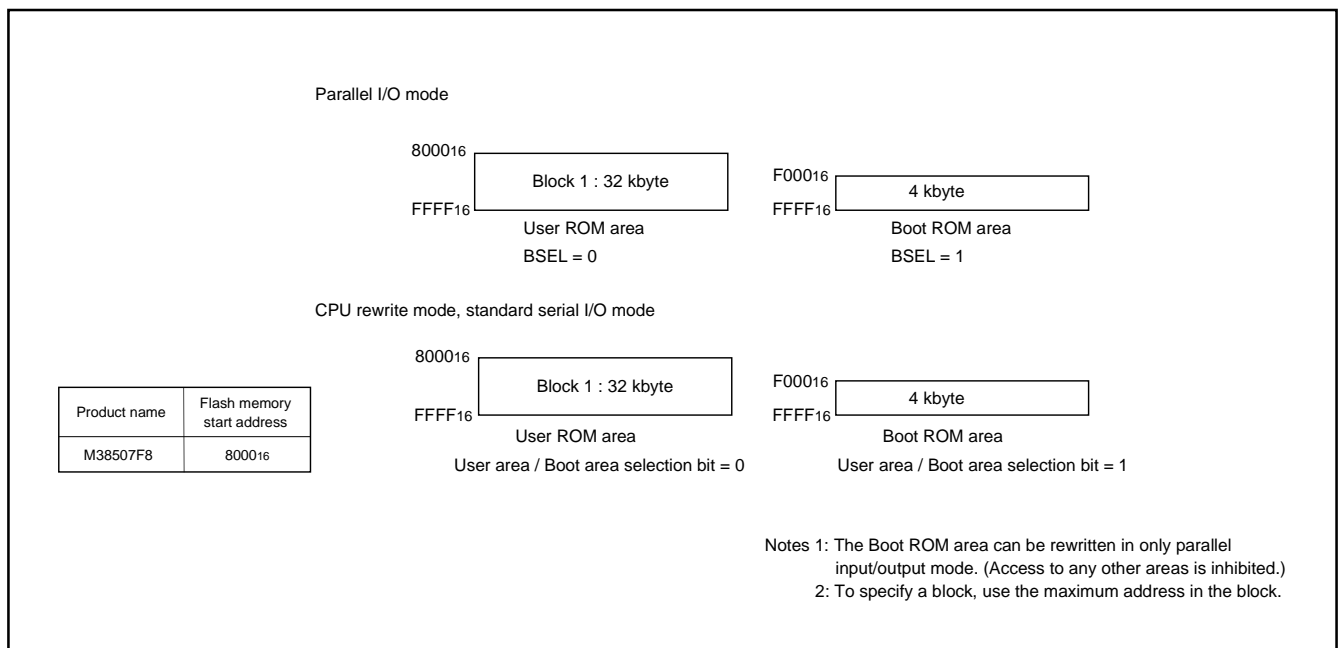 Parallel I/O mode
800016
Block 1 : 32 kbyte
FFFF16
User ROM area
BSEL = 0
F00016
4 kbyte
FFFF16
Boot ROM area
BSEL = 1
CPU rewrite mode, standard serial I/O mode
800016
Block 1 : 32 kbyte
FFFF16
User ROM area
User area / Boot area selection bit = 0
F00016
4 kbyte
FFFF16
Boot ROM area
User area / Boot area selection bit = 1
Product name
Flash memory
start address
M38507F8
800016
Notes 1: The Boot ROM area can be rewritten in only parallel
input/output mode. (Access to any other areas is inhibited.)
2: To specify a block, use the maximum address in the block.